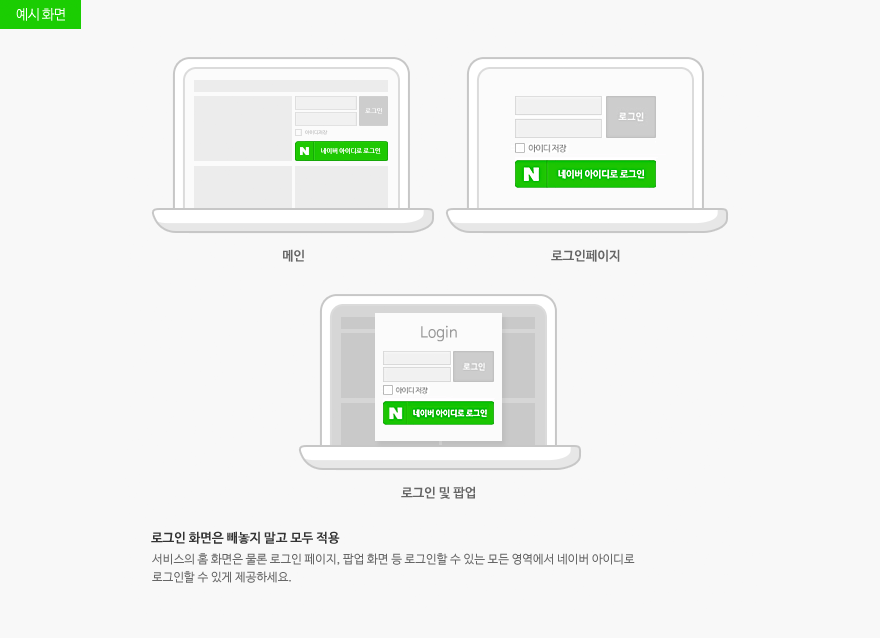 예시 화면
로그인
아이디저장
N 네이버 아이디로 로그인
메인
로그인
아이디 저장
N 네이버 아이디로 로그인
로그인페이지
Login
로그인
아이디 저장
N 네이버 아이디로 로그인
로그인 및 팝업
로그인 화면은 빼놓지 말고 모두 적용
서비스의 홈 화면은 물론 로그인 페이지, 팝업 화면 등 로그인할 수 있는 모든 영역에서 네이버 아이디로
로그인할 수 있게 제공하세요.